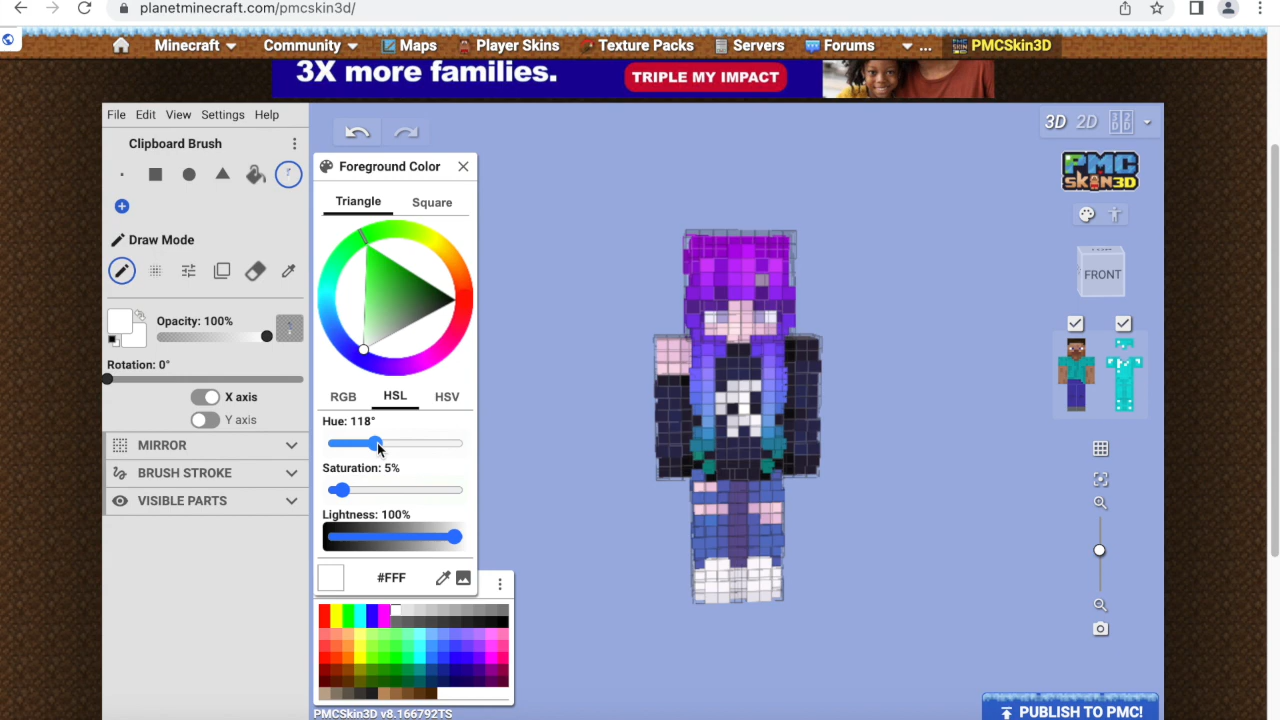 planetminecraft.com/pmcskin3d/
Minecraft Community Maps Player Skins Texture Packs Servers Forums ... PMCSkin3D
3X more families. TRIPLE MY IMPACT
File Edit View Settings Help
Clipboard Brush
Draw Mode
Opacity: 100%
Rotation: 0°
X axis
Y axis
MIRROR
BRUSH STROKE
VISIBLE PARTS
Foreground Color
Triangle Square
RGB HSL HSV
Hue: 118°
Saturation: 5%
Lightness: 100%
#FFF
PMCSkin3D v8.166792TS
3D 2D 3D 2D
PMC
SKIN3D
FRONT
PUBLISH TO PMC!